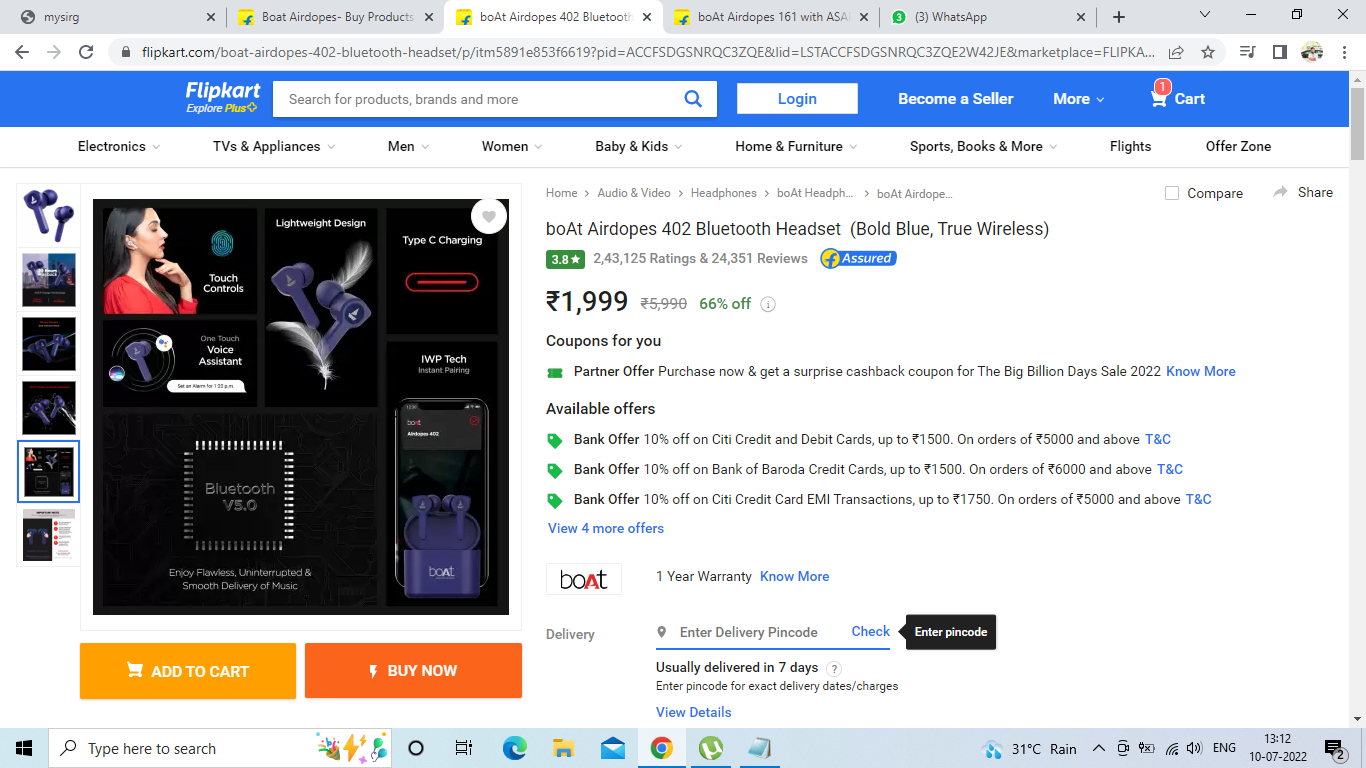 mysirg
Boat Airdopes- Buy Products
boAt Airdopes 402 Bluetooth
boAt Airdopes 161 with ASAP
3
(3) WhatsApp
flipkart.com/boat-airdopes-402-bluetooth-headset/p/itm5891e853f6619?pid=ACCFSDGSNRQC3ZQE&lid=LSTACCFSDGSNRQC3ZQE2W42JE&marketplace=FLIPKA...
Flipkart
Explore Plus
Search for products, brands and more
Login
Become a Seller
More
1
Cart
Electronics
TVs & Appliances
Men
Women
Baby & Kids
Home & Furniture
Sports, Books & More
Flights
Offer Zone
Touch
Controls
Lightweight Design
Type C Charging
One Touch
Voice
Assistant
Set an Alarm for 1:20 p.m.
IWP Tech
Instant Pairing
boAt
Airdopes 402
Bluetooth
V5.0
boAt
Enjoy Flawless, Uninterrupted &
Smooth Delivery of Music
ADD TO CART
BUY NOW
Home
Audio & Video
Headphones
boAt Headph...
boAt Airdope...
Compare
Share
boAt Airdopes 402 Bluetooth Headset (Bold Blue, True Wireless)
3.8★
2,43,125 Ratings & 24,351 Reviews
Assured
₹1,999 ₹5,990 66% off
Coupons for you
Partner Offer Purchase now & get a surprise cashback coupon for The Big Billion Days Sale 2022 Know More
Available offers
Bank Offer 10% off on Citi Credit and Debit Cards, up to ₹1500. On orders of ₹5000 and above T&C
Bank Offer 10% off on Bank of Baroda Credit Cards, up to ₹1500. On orders of ₹6000 and above T&C
Bank Offer 10% off on Citi Credit Card EMI Transactions, up to ₹1750. On orders of ₹5000 and above T&C
View 4 more offers
boAt
1 Year Warranty Know More
Delivery
Enter Delivery Pincode
Check
Enter pincode
Usually delivered in 7 days ?
Enter pincode for exact delivery dates/charges
View Details
Type here to search
31°C Rain
ENG
13:12
10-07-2022
2